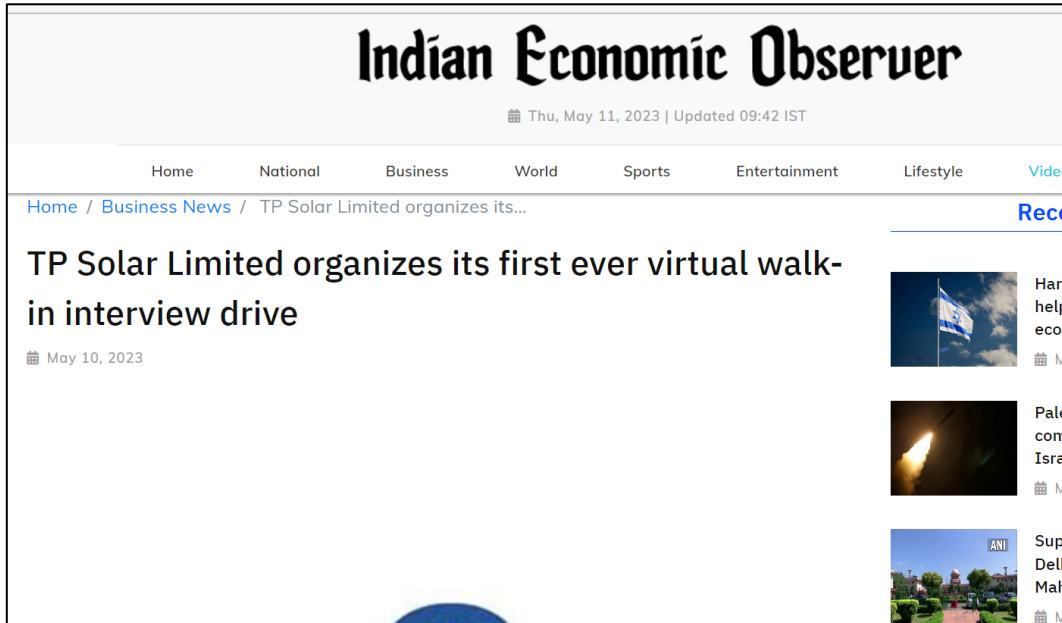 Indian Economic Observer
Thu, May 11, 2023 | Updated 09:42 IST
Home National Business World Sports Entertainment Lifestyle
Home / Business News / TP Solar Limited organizes its...
TP Solar Limited organizes its first ever virtual walk-
in interview drive
May 10, 2023
ANI